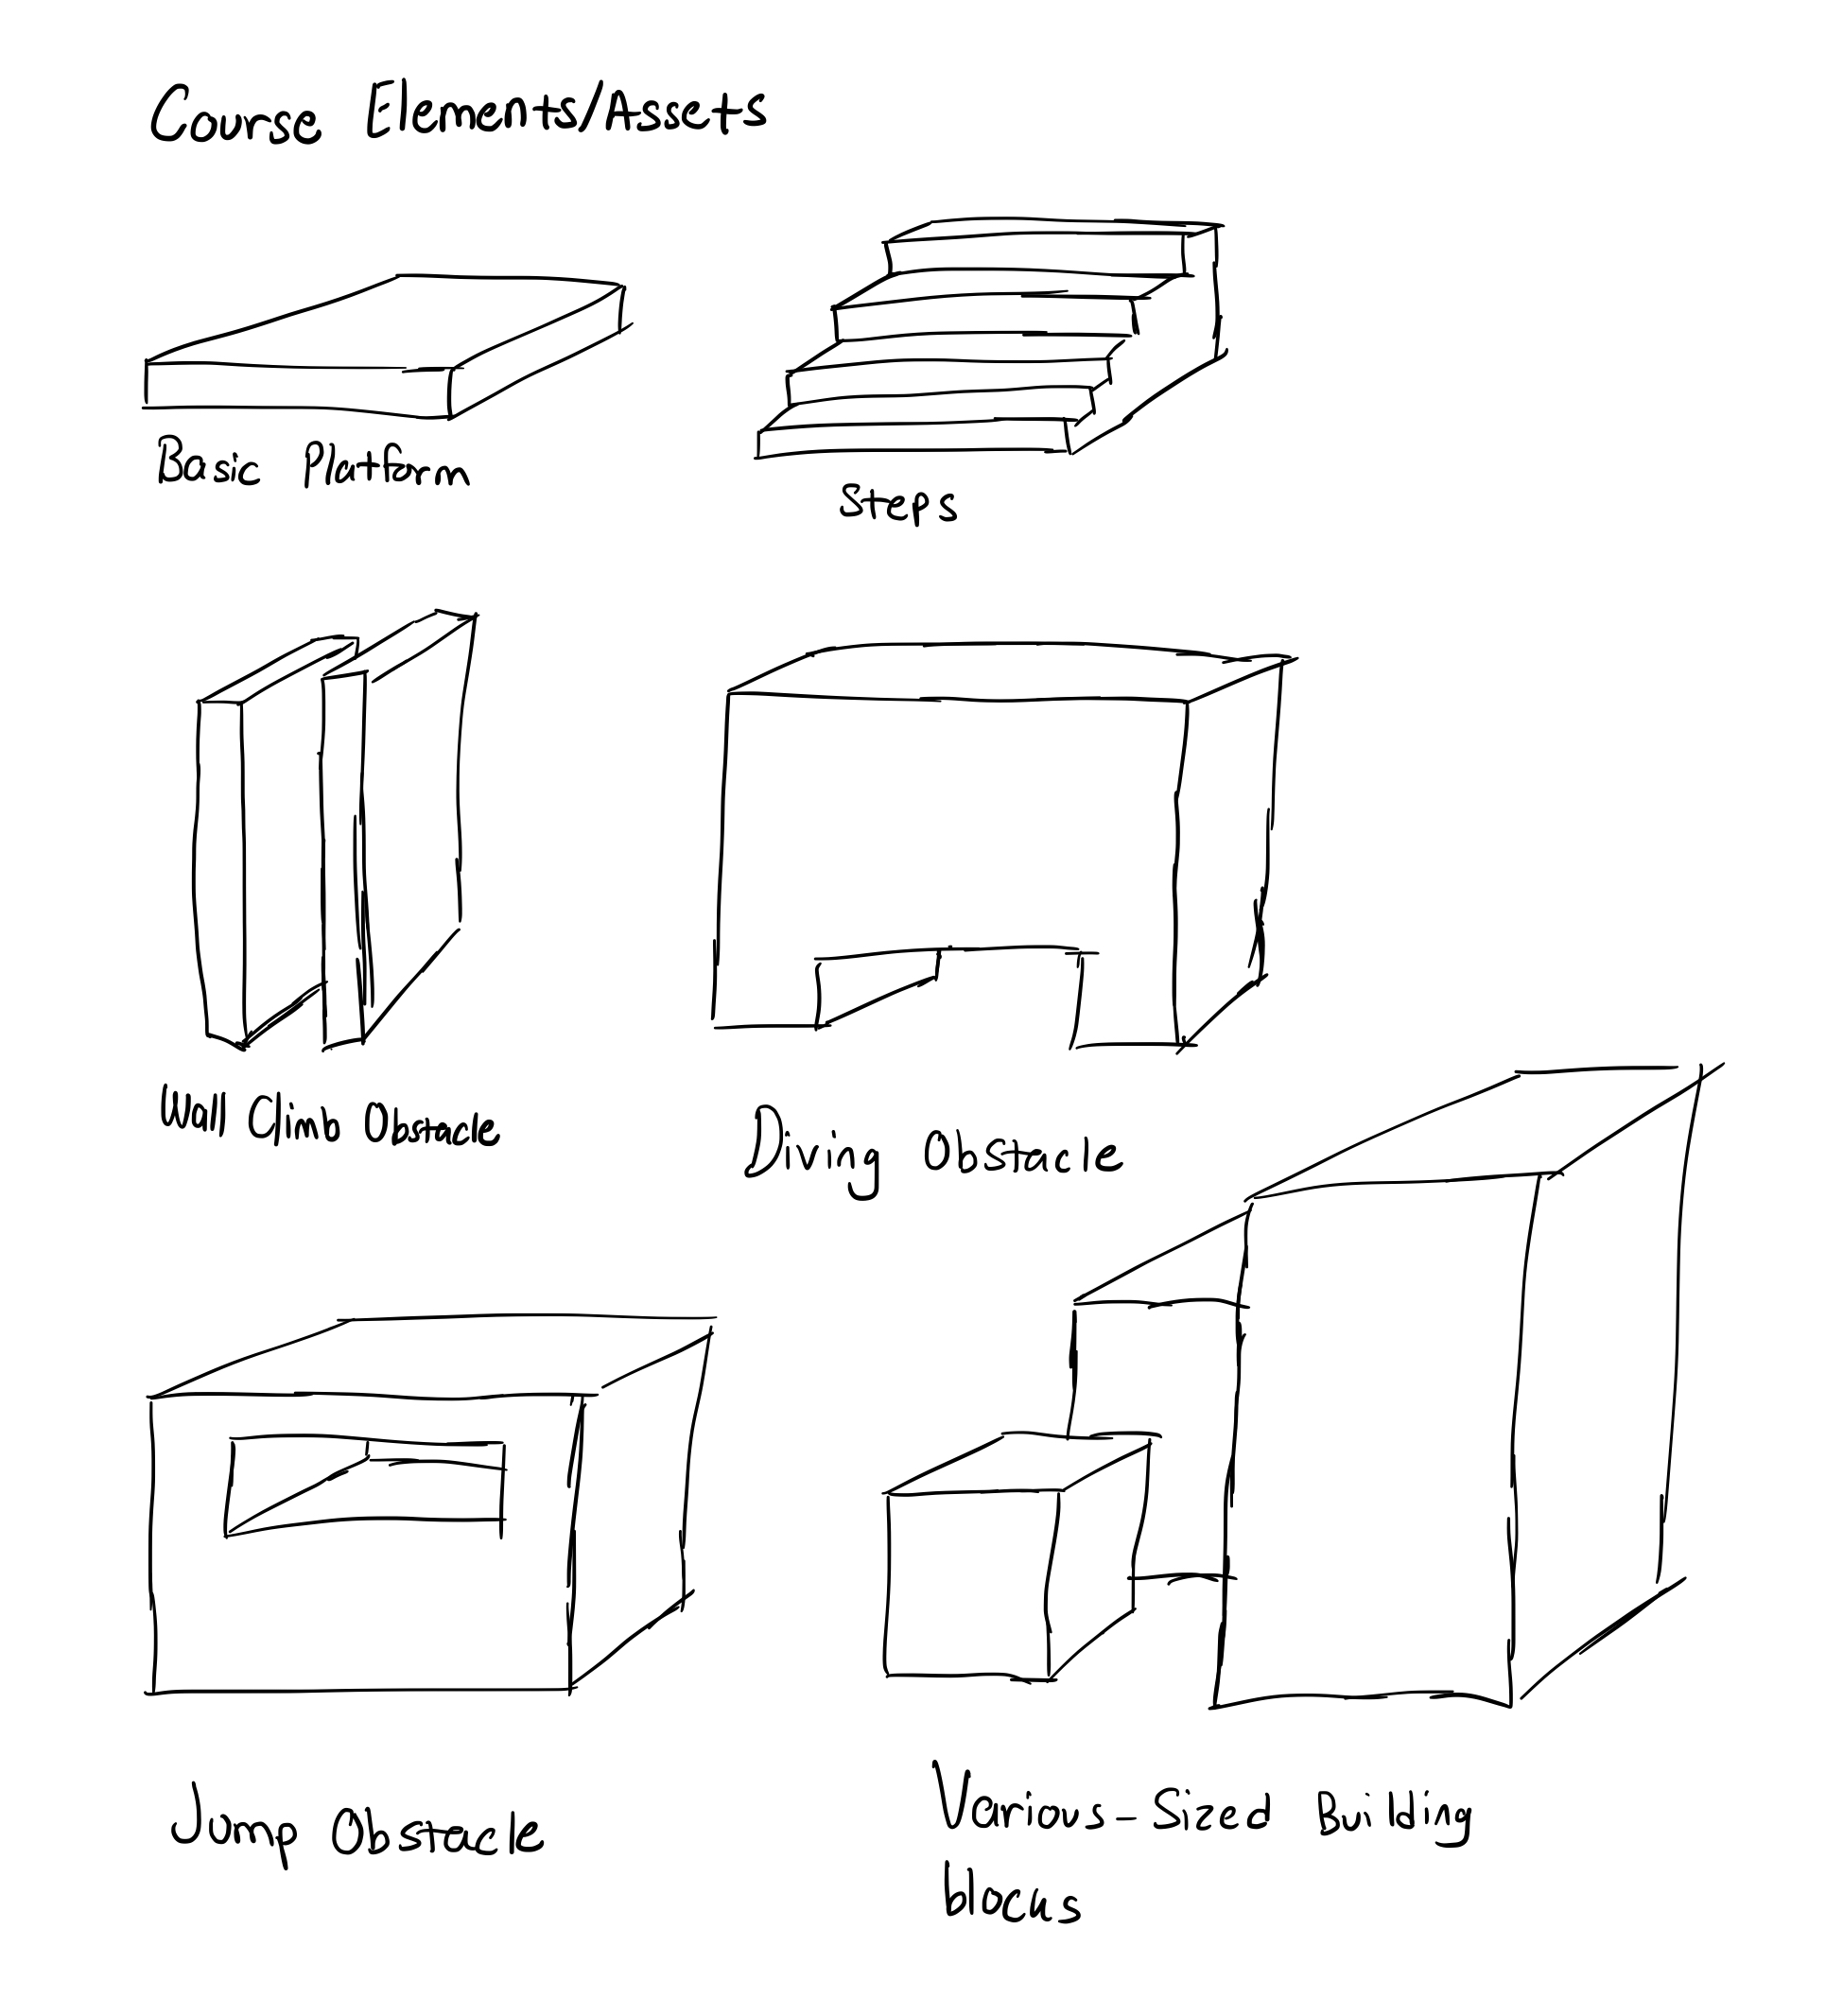 Course Elements/Assets
Basic Platform
Steps
Wall Climb Obstacle
Diving Obstacle
Jump Obstacle
Various-Sized Building
blocks